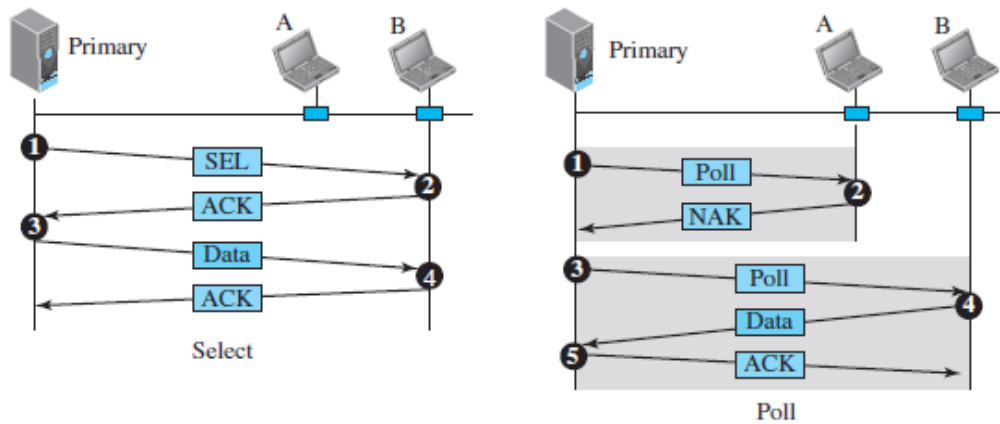 Primary
A
B
1
SEL
2
ACK
3
Data
4
ACK
Select
Primary
A
B
1
Poll
2
NAK
3
Poll
4
Data
5
ACK
Poll